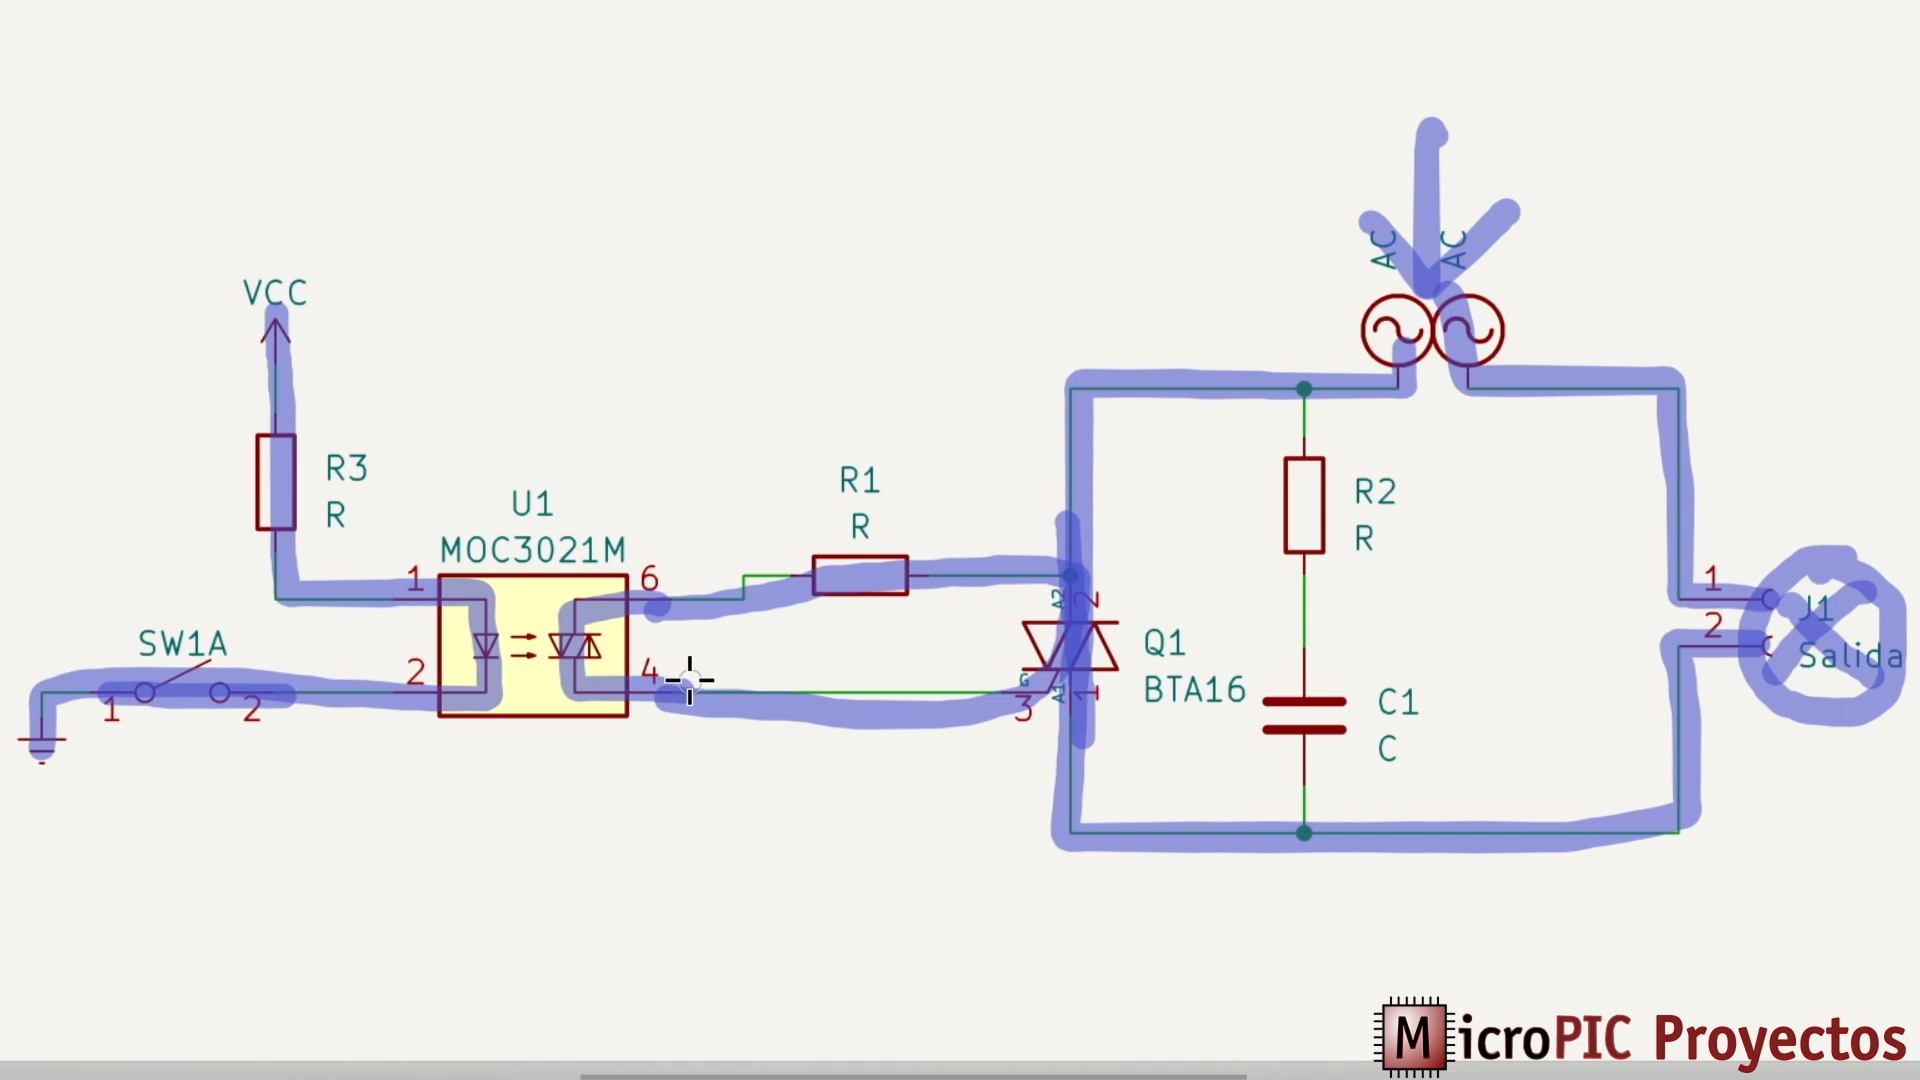 AC AC
VCC
R3
R
U1
MOC3021M
1
2
6
4
SW1A
1 2
R1
R
A2 2
G
3
A1 1
Q1
BTA16
R2
R
C1
C
1
2
J1
Salida
MicroPIC Proyectos